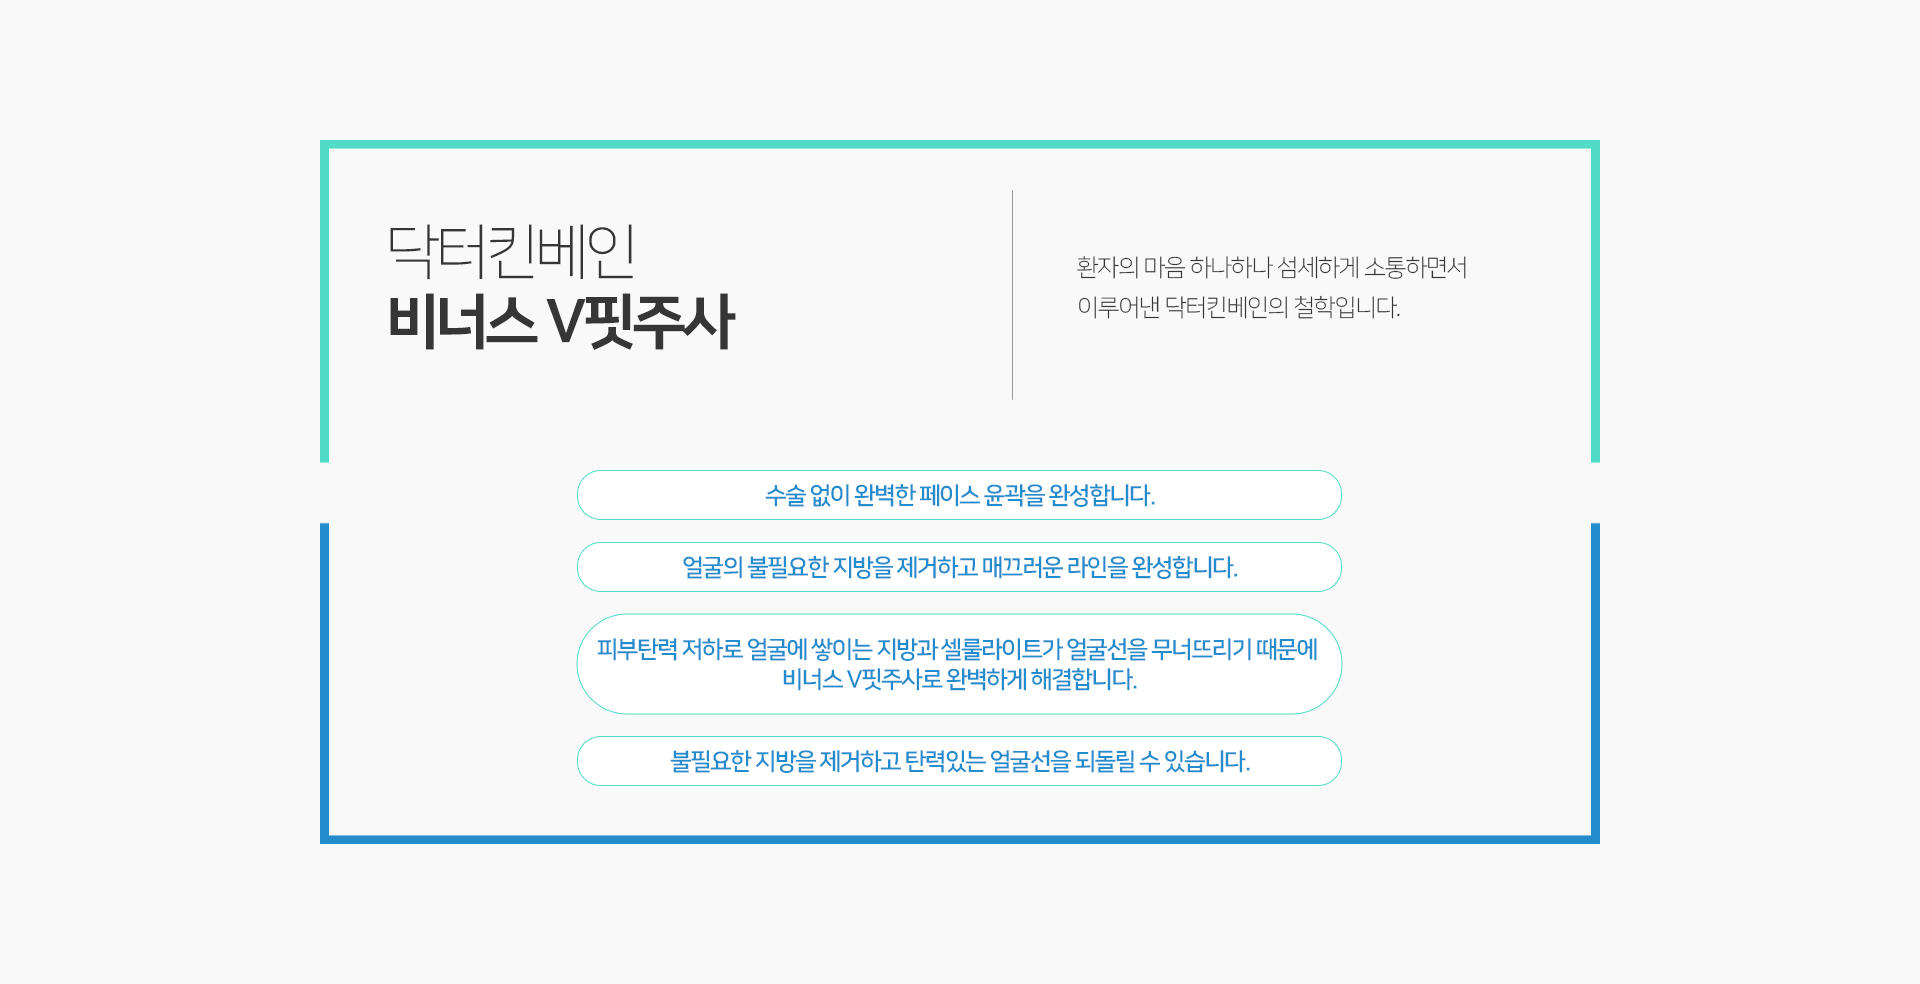 닥터킨베인
비너스 V핏주사
환자의 마음 하나하나 섬세하게 소통하면서
이루어낸 닥터킨베인의 철학입니다.
수술 없이 완벽한 페이스 윤곽을 완성합니다.
얼굴의 불필요한 지방을 제거하고 매끄러운 라인을 완성합니다.
피부탄력 저하로 얼굴에 쌓이는 지방과 셀룰라이트가 얼굴선을 무너뜨리기 때문에
비너스 V핏주사로 완벽하게 해결합니다.
불필요한 지방을 제거하고 탄력있는 얼굴선을 되돌릴 수 있습니다.